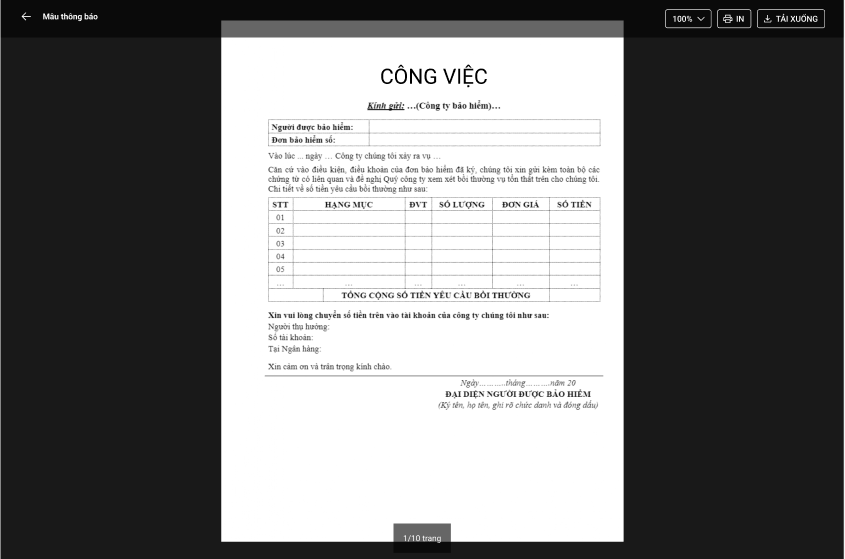 Mẫu thông báo
100%
IN
TẢI XUỐNG
CÔNG VIỆC
Kính gửi: …(Công ty bảo hiểm)…
Người được bảo hiểm:
Đơn bảo hiểm số:
Vào lúc ... ngày … Công ty chúng tôi xảy ra vụ …
Căn cứ vào điều kiện, điều khoản của đơn bảo hiểm đã ký, chúng tôi xin gửi kèm toàn bộ các
chứng từ có liên quan và đề nghị Quý công ty xem xét bồi thường vụ tổn thất trên cho chúng tôi.
Chi tiết về số tiền yêu cầu bồi thường như sau:
STT HẠNG MỤC ĐVT SỐ LƯỢNG ĐƠN GIÁ SỐ TIỀN
01
02
03
04
05
… … … … … …
TỔNG CỘNG SỐ TIỀN YÊU CẦU BỒI THƯỜNG
Xin vui lòng chuyển số tiền trên vào tài khoản của công ty chúng tôi như sau:
Người thụ hưởng:
Số tài khoản:
Tại Ngân hàng:
Xin cảm ơn và trân trọng kính chào.
Ngày………..tháng ……….năm 20
ĐẠI DIỆN NGƯỜI ĐƯỢC BẢO HIỂM
(Ký tên, họ tên, ghi rõ chức danh và đóng dấu)
1/10 trang